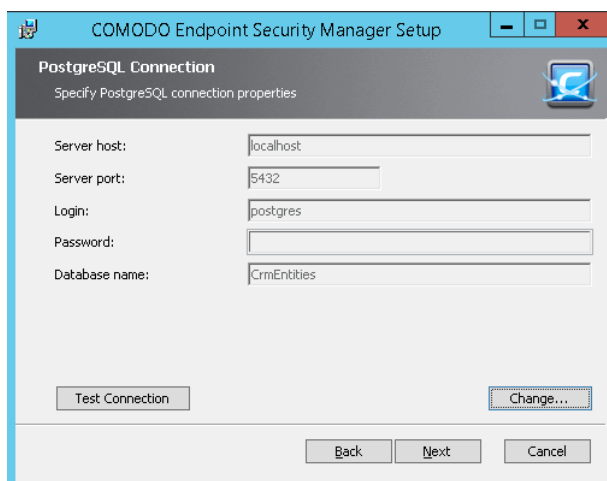 COMODO Endpoint Security Manager Setup
PostgreSQL Connection
Specify PostgreSQL connection properties
Server host: localhost
Server port: 5432
Login: postgres
Password:
Database name: CrmEntities
Test Connection Change...
Back Next Cancel